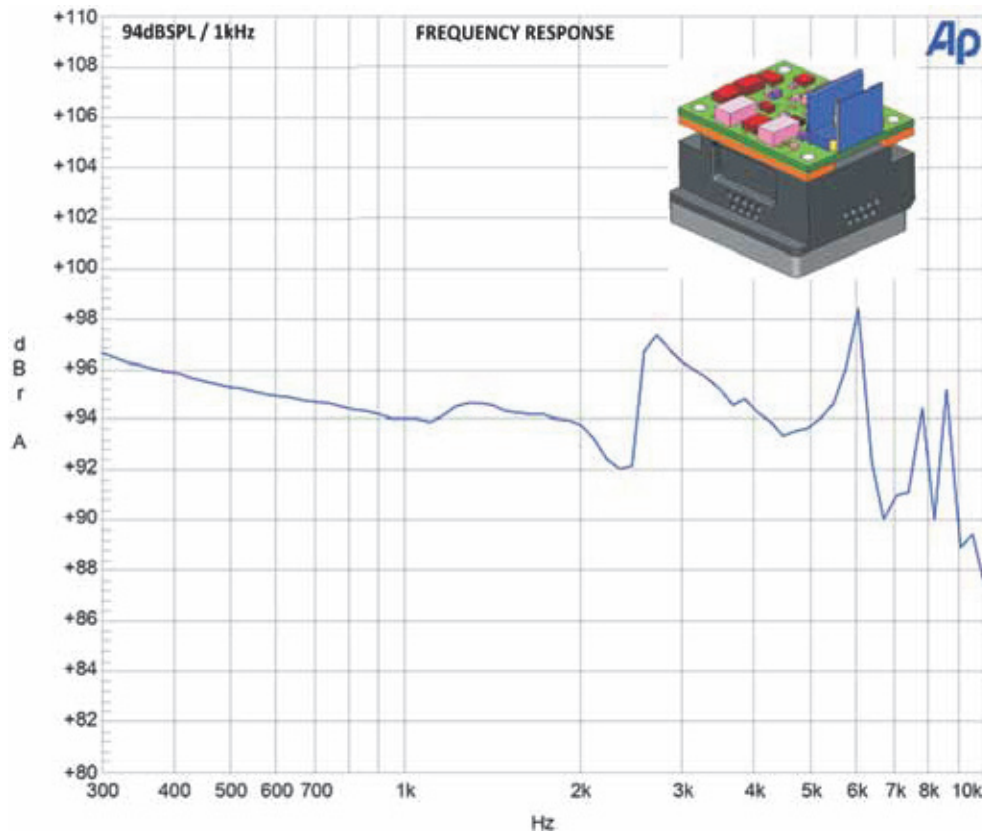 94dBSPL / 1kHz
FREQUENCY RESPONSE
Ap
+110
+108
+106
+104
+102
+100
+98
+96
+94
+92
+90
+88
+86
+84
+82
+80
d
B
r
A
300 400 500 600 700 1k 2k 3k 4k 5k 6k 7k 8k 10k
Hz